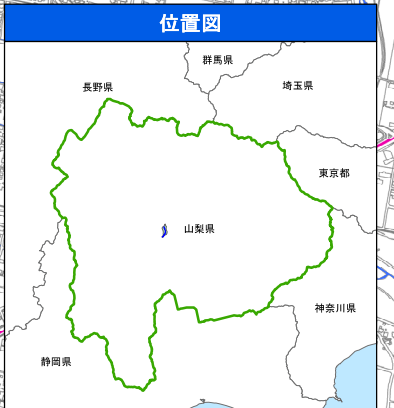 位置図
群馬県
長野県
埼玉県
東京都
山梨県
神奈川県
静岡県